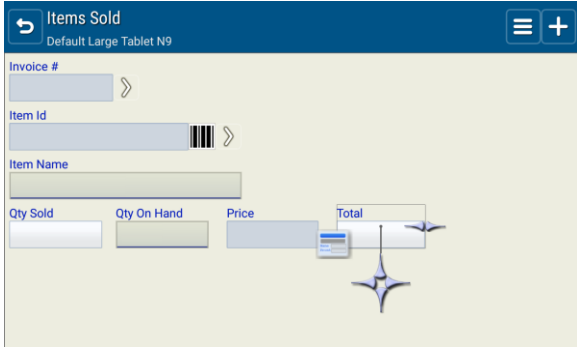 Items Sold
Default Large Tablet N9
Invoice #
Item Id
Item Name
Qty Sold Qty On Hand Price Total